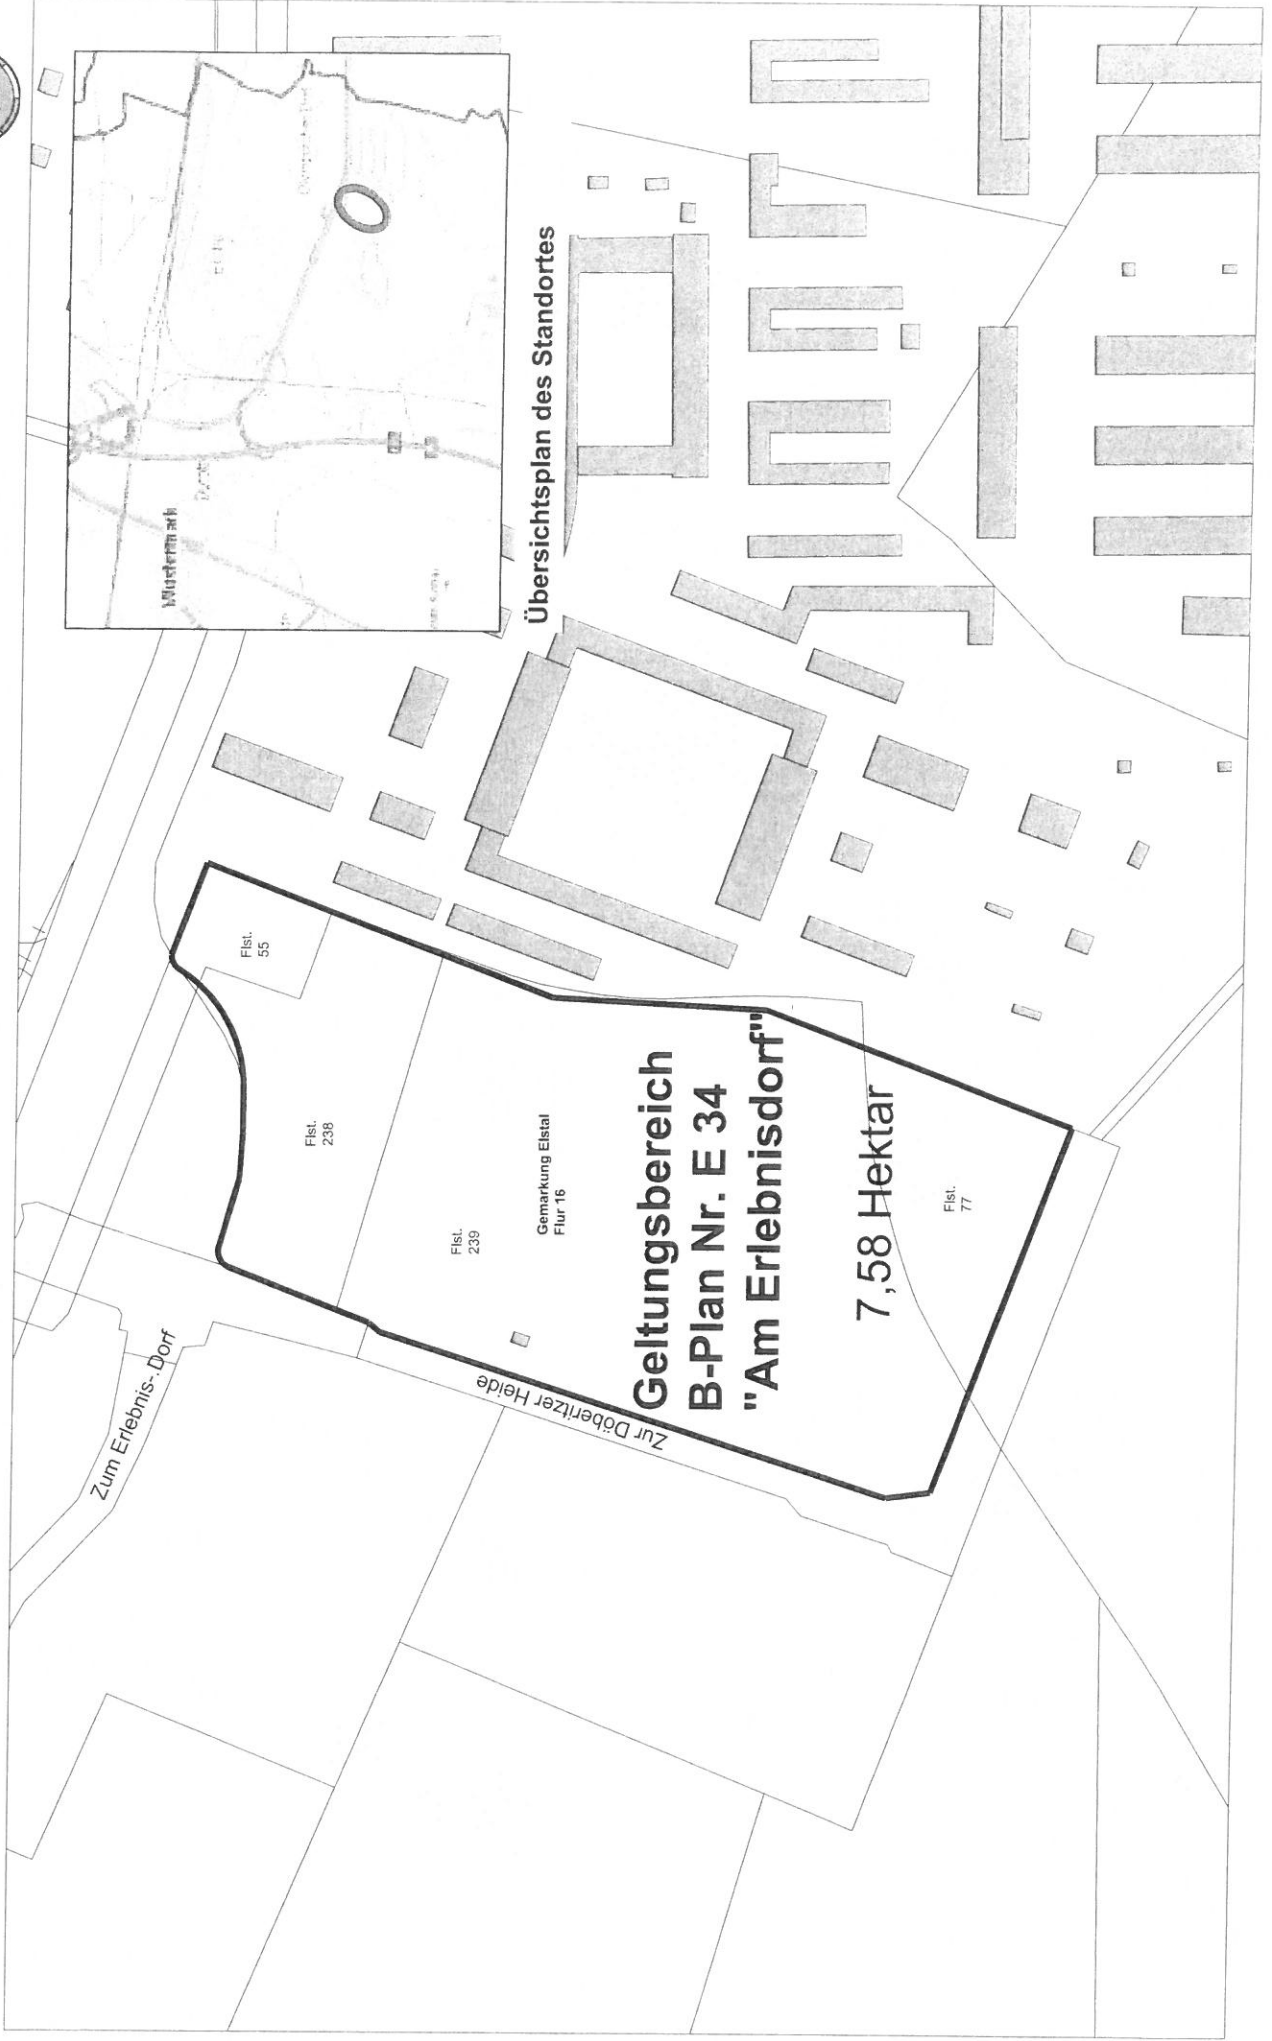 Zum Erlebnis-.Dorf
Zur Döberitzer Heide
Flst.
55
Flst.
238
Flst.
239
Gemarkung Elstal
Flur 16
Geltungsbereich
B-Plan Nr. E 34
"Am Erlebnisdorf"
7,58 Hektar
Flst.
77
Wustermark
Übersichtsplan des Standortes